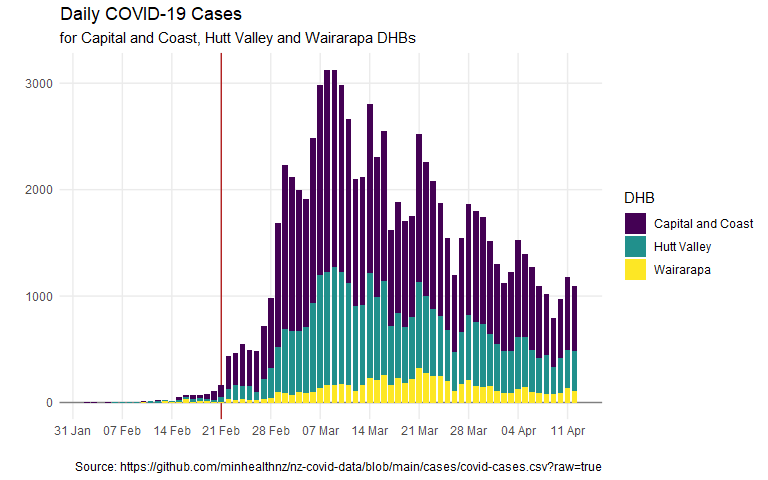 Daily COVID-19 Cases
for Capital and Coast, Hutt Valley and Wairarapa DHBs
3000
2000
1000
0
31 Jan 07 Feb 14 Feb 21 Feb 28 Feb 07 Mar 14 Mar 21 Mar 28 Mar 04 Apr 11 Apr
DHB
Capital and Coast
Hutt Valley
Wairarapa
Source: https://github.com/minhealthnz/nz-covid-data/blob/main/cases/covid-cases.csv?raw=true